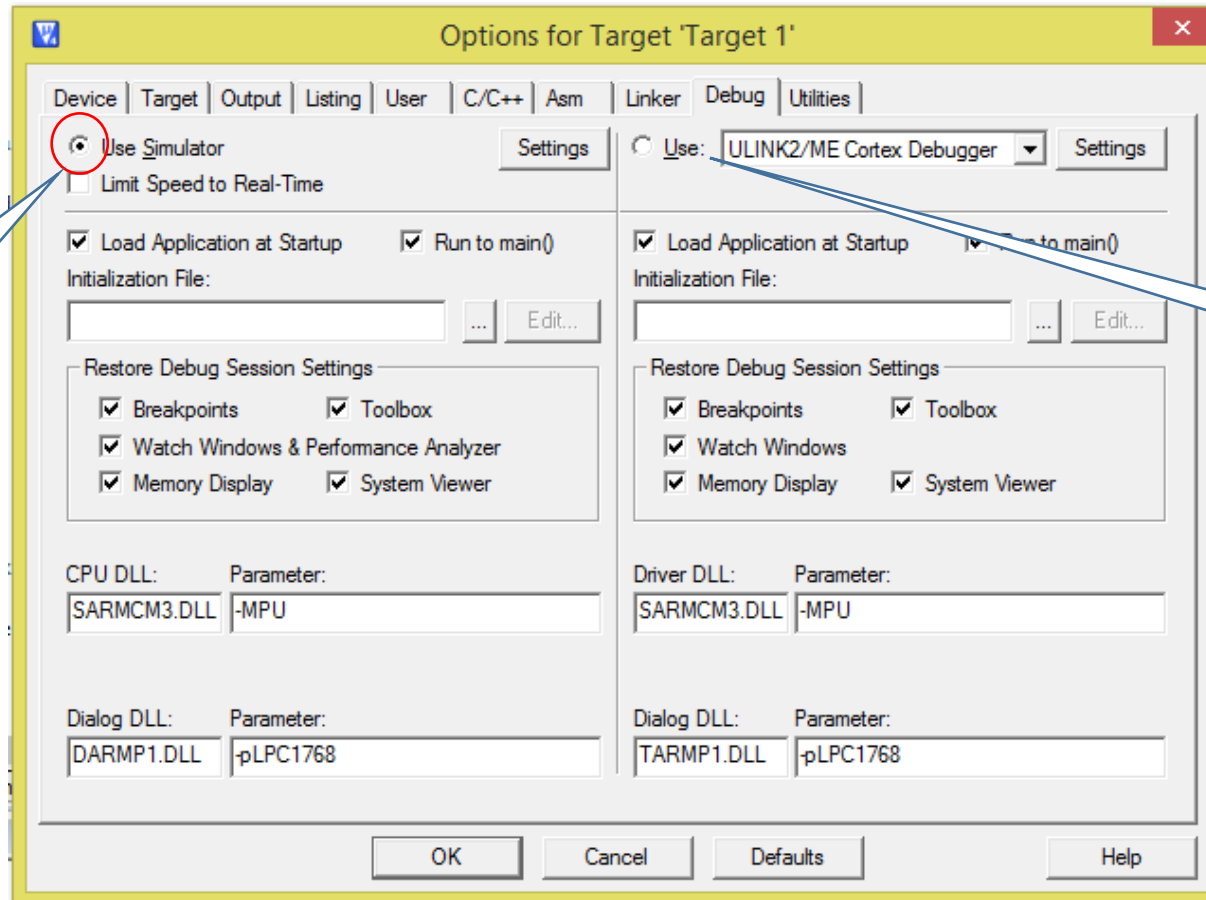 Options for Target 'Target 1'
Device Target Output Listing User C/C++ Asm Linker Debug Utilities
Use Simulator Settings
Limit Speed to Real-Time
Use: ULINK2/ME Cortex Debugger Settings
Load Application at Startup Run to main()
Initialization File:
... Edit...
Restore Debug Session Settings
Breakpoints Toolbox
Watch Windows & Performance Analyzer
Memory Display System Viewer
CPU DLL: Parameter:
SARMCM3.DLL -MPU
Dialog DLL: Parameter:
DARMP1.DLL -pLPC1768
Load Application at Startup Run to main()
Initialization File:
... Edit...
Restore Debug Session Settings
Breakpoints Toolbox
Watch Windows
Memory Display System Viewer
Driver DLL: Parameter:
SARMCM3.DLL -MPU
Dialog DLL: Parameter:
TARMP1.DLL -pLPC1768
OK Cancel Defaults Help